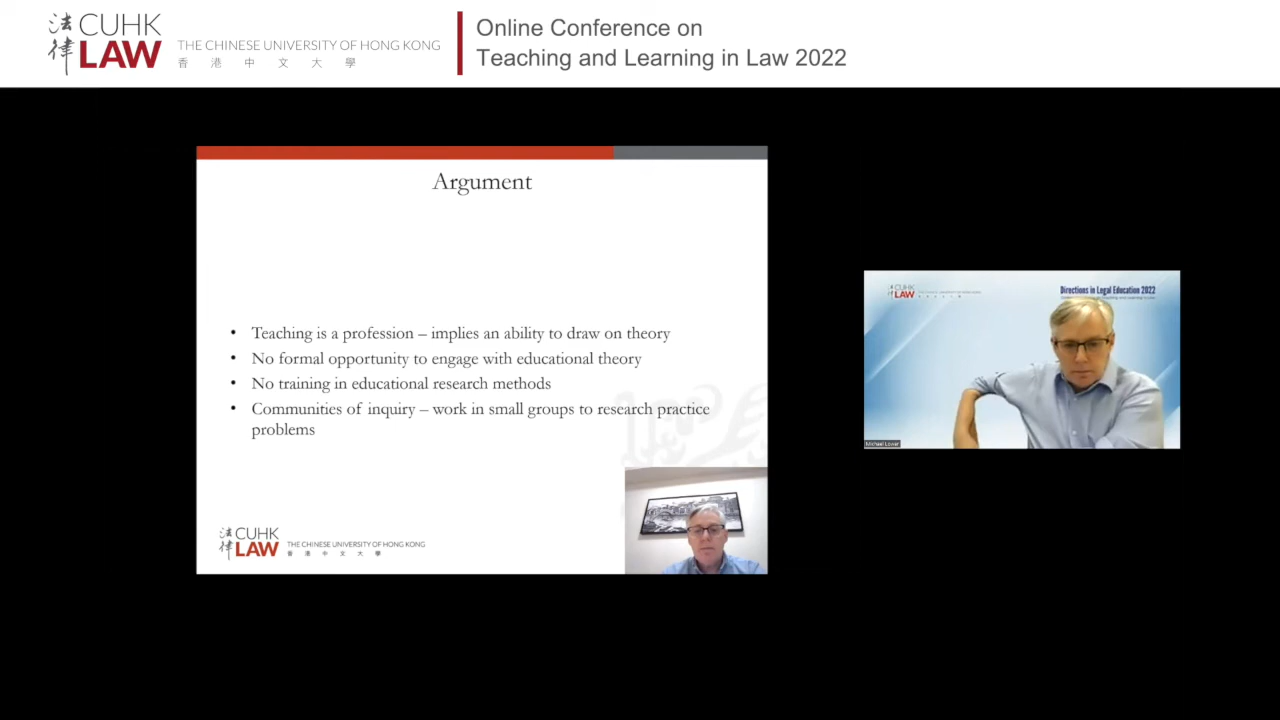 法律
CUHK
LAW
THE CHINESE UNIVERSITY OF HONG KONG
香港中文大學
Online Conference on
Teaching and Learning in Law 2022
Argument
• Teaching is a profession – implies an ability to draw on theory
• No formal opportunity to engage with educational theory
• No training in educational research methods
• Communities of inquiry – work in small groups to research practice
problems
法律
CUHK
LAW
THE CHINESE UNIVERSITY OF HONG KONG
香港中文大學
LAW
Directions in Legal Education 2022
Michael Lower